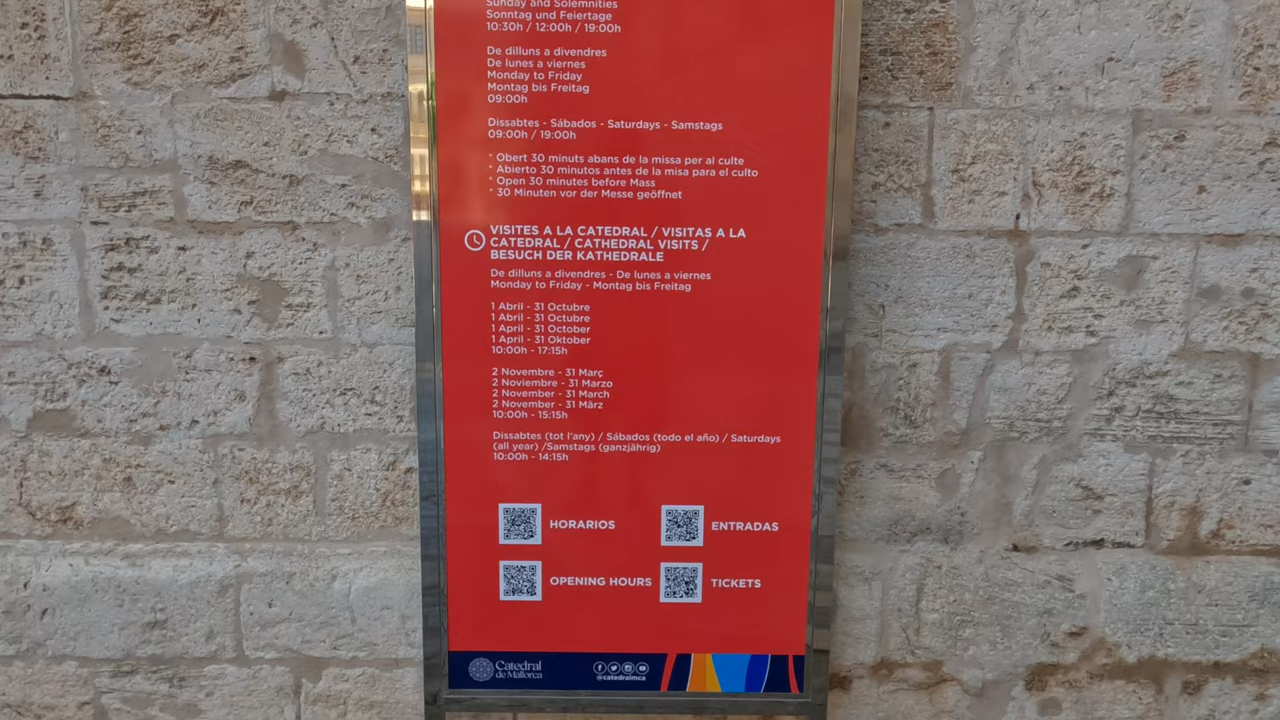 Sunday and Solemnities
Sonntag und Feiertage
10:30h / 12:00h / 19:00h
De dilluns a divendres
De lunes a viernes
Monday to Friday
Montag bis Freitag
09:00h
Dissabtes - Sábados - Saturdays - Samstags
09:00h / 19:00h
* Obert 30 minuts abans de la missa per al culte
* Abierto 30 minutos antes de la misa para el culto
* Open 30 minutes before Mass
* 30 Minuten vor der Messe geöffnet
VISITES A LA CATEDRAL / VISITAS A LA
CATEDRAL / CATHEDRAL VISITS /
BESUCH DER KATHEDRALE
De dilluns a divendres - De lunes a viernes
Monday to Friday - Montag bis Freitag
1 Abril - 31 Octubre
1 Abril - 31 Octubre
1 April - 31 October
1 April - 31 Oktober
10:00h - 17:15h
2 Novembre - 31 Març
2 Noviembre - 31 Marzo
2 November - 31 March
2 November - 31 März
10:00h - 15:15h
Dissabtes (tot l'any) / Sábados (todo el año) / Saturdays
(all year) /Samstags (ganzjährig)
10:00h - 14:15h
HORARIOS ENTRADAS
OPENING HOURS TICKETS
Catedral
de Mallorca
@catedralmca